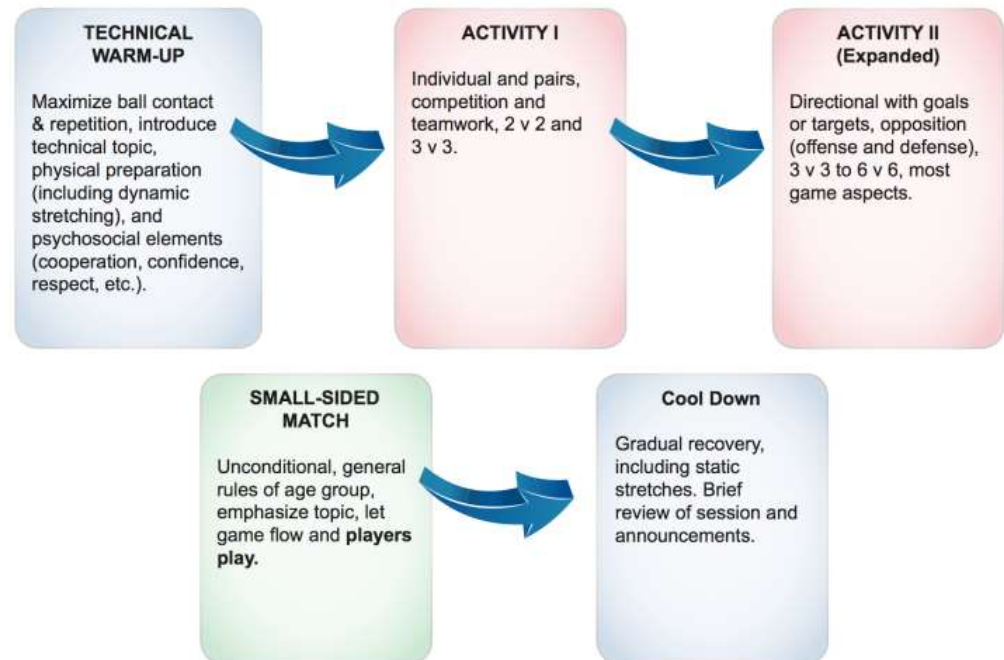 TECHNICAL
WARM-UP
Maximize ball contact
& repetition, introduce
technical topic,
physical preparation
(including dynamic
stretching), and
psychosocial elements
(cooperation, confidence,
respect, etc.).
ACTIVITY I
Individual and pairs,
competition and
teamwork, 2 v 2 and
3 v 3.
ACTIVITY II
(Expanded)
Directional with goals
or targets, opposition
(offense and defense),
3 v 3 to 6 v 6, most
game aspects.
SMALL-SIDED
MATCH
Unconditional, general
rules of age group,
emphasize topic, let
game flow and players
play.
Cool Down
Gradual recovery,
including static
stretches. Brief
review of session and
announcements.